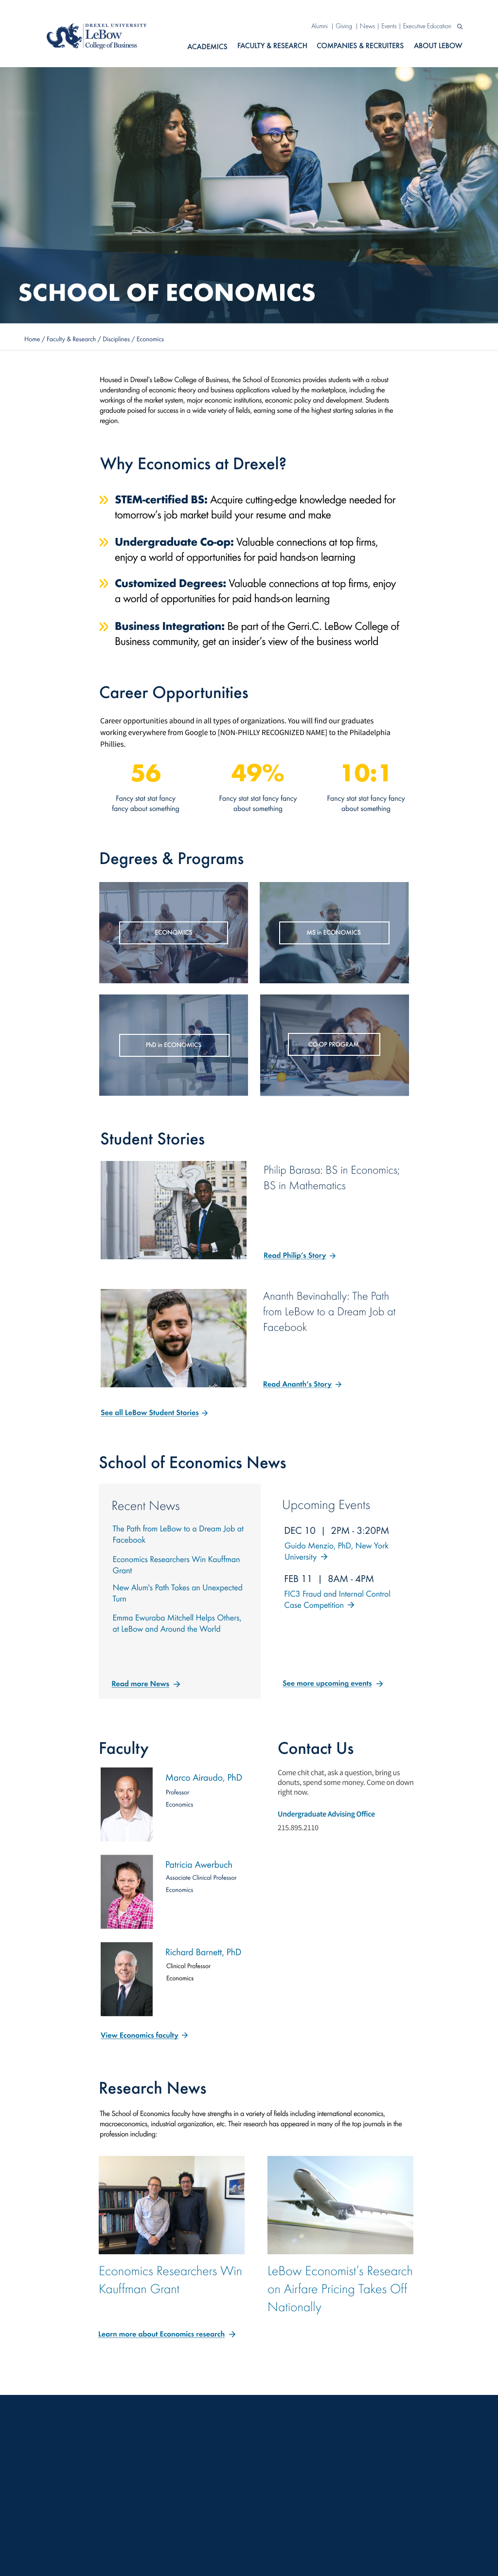 DREXEL UNIVERSITY
LeBow
College of Business
Alumni | Giving | News | Events | Executive Education
ACADEMICS FACULTY & RESEARCH COMPANIES & RECRUITERS ABOUT LEBOW
SCHOOL OF ECONOMICS
Home / Faculty & Research / Disciplines / Economics
Housed in Drexel's LeBow College of Business, the School of Economics provides students with a robust
understanding of economic theory and business applications valued by the marketplace, including the
workings of the market system, major economic institutions, economic policy and development. Students
graduate poised for success in a wide variety of fields, earning some of the highest starting salaries in the
region.
Why Economics at Drexel?
STEM-certified BS: Acquire cutting-edge knowledge needed for
tomorrow's job market build your resume and make
Undergraduate Co-op: Valuable connections at top firms,
enjoy a world of opportunities for paid hands-on learning
Customized Degrees: Valuable connections at top firms, enjoy
a world of opportunities for paid hands-on learning
Business Integration: Be part of the Gerri.C. LeBow College of
Business community, get an insider's view of the business world
Career Opportunities
Career opportunities abound in all types of organizations. You will find our graduates
working everywhere from Google to [NON-PHILLY RECOGNIZED NAME] to the Philadelphia
Phillies.
56
Fancy stat stat fancy
fancy about something
49%
Fancy stat stat fancy fancy
about something
10:1
Fancy stat stat fancy fancy
about something
Degrees & Programs
ECONOMICS
MS in ECONOMICS
PhD in ECONOMICS
CO-OP PROGRAM
Student Stories
Philip Barasa: BS in Economics;
BS in Mathematics
Read Philip's Story
Ananth Bevinahally: The Path
from LeBow to a Dream Job at
Facebook
Read Ananth's Story
See all LeBow Student Stories
School of Economics News
Recent News
The Path from LeBow to a Dream Job at
Facebook
Economics Researchers Win Kauffman
Grant
New Alum's Path Takes an Unexpected
Turn
Emma Ewuraba Mitchell Helps Others,
at LeBow and Around the World
Read more News
Upcoming Events
DEC 10 | 2PM - 3:20PM
Guido Menzio, PhD, New York
University
FEB 11 | 8AM - 4PM
FIC3 Fraud and Internal Control
Case Competition
See more upcoming events
Faculty
Marco Airaudo, PhD
Professor
Economics
Patricia Awerbuch
Associate Clinical Professor
Economics
Richard Barnett, PhD
Clinical Professor
Economics
View Economics faculty
Contact Us
Come chit chat, ask a question, bring us
donuts, spend some money. Come on down
right now.
Undergraduate Advising Office
215.895.2110
Research News
The School of Economics faculty have strengths in a variety of fields including international economics,
macroeconomics, industrial organization, etc. Their research has appeared in many of the top journals in the
profession including:
Economics Researchers Win
Kauffman Grant
LeBow Economist's Research
on Airfare Pricing Takes Off
Nationally
Learn more about Economics research